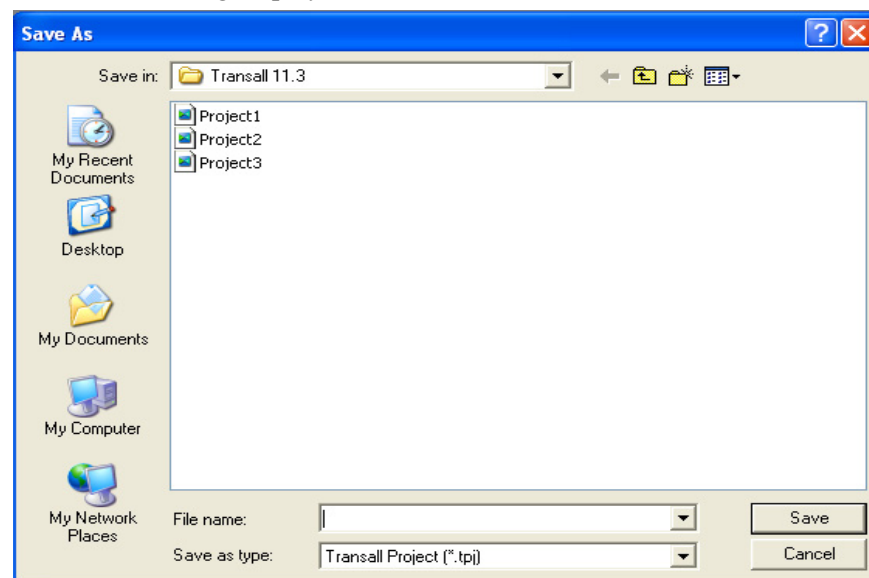 Save As
Save in:
Transall 11.3
Project1
Project2
Project3
My Recent
Documents
Desktop
My Documents
My Computer
My Network
Places
File name:
Save
Save as type:
Transall Project (*.tpj)
Cancel